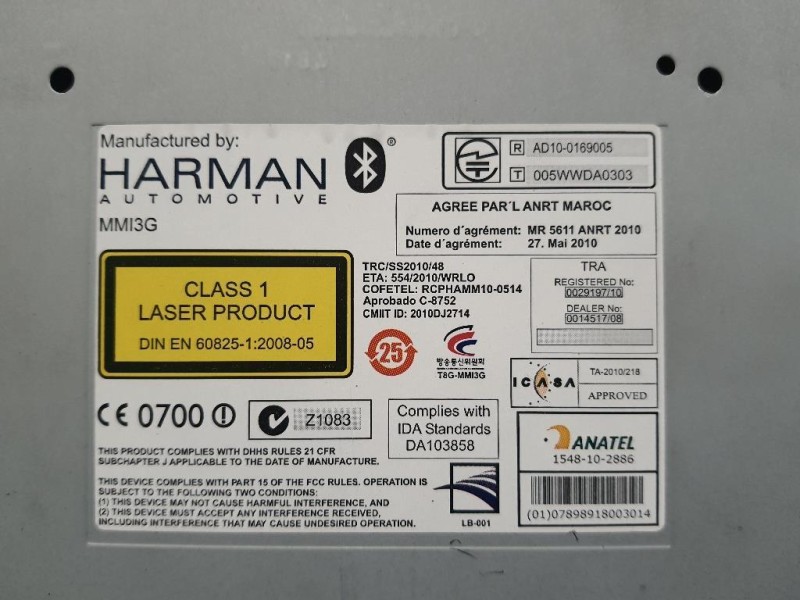 Manufactured by:
HARMAN
AUTOMOTIVE
®
MMI3G
R AD10-0169005
T 005WWDA0303
AGREE PAR´L ANRT MAROC
Numero d´agrément: MR 5611 ANRT 2010
Date d´agrément: 27. Mai 2010
CLASS 1
LASER PRODUCT
DIN EN 60825-1:2008-05
TRC/SS2010/48
ETA: 554/2010/WRLO
COFETEL: RCPHAMM10-0514
Aprobado C-8752
CMIIT ID: 2010DJ2714
25
방송통신위원회
T8G-MMI3G
TRA
REGISTERED No:
0029197/10
DEALER No:
0014517/08
ICASA
TA-2010/218
APPROVED
CE 0700
Z1083
Complies with
IDA Standards
DA103858
ANATEL
1548-10-2886
(01)07898918003014
THIS PRODUCT COMPLIES WITH DHHS RULES 21 CFR
SUBCHAPTER J APPLICABLE TO THE DATE OF MANUFACTURE.
THIS DEVICE COMPLIES WITH PART 15 OF THE FCC RULES. OPERATION IS
SUBJECT TO THE FOLLOWING TWO CONDITIONS:
(1) THIS DEVICE MAY NOT CAUSE HARMFUL INTERFERENCE, AND
(2) THIS DEVICE MUST ACCEPT ANY INTERFERENCE RECEIVED,
INCLUDING INTERFERENCE THAT MAY CAUSE UNDESIRED OPERATION.
LB-001